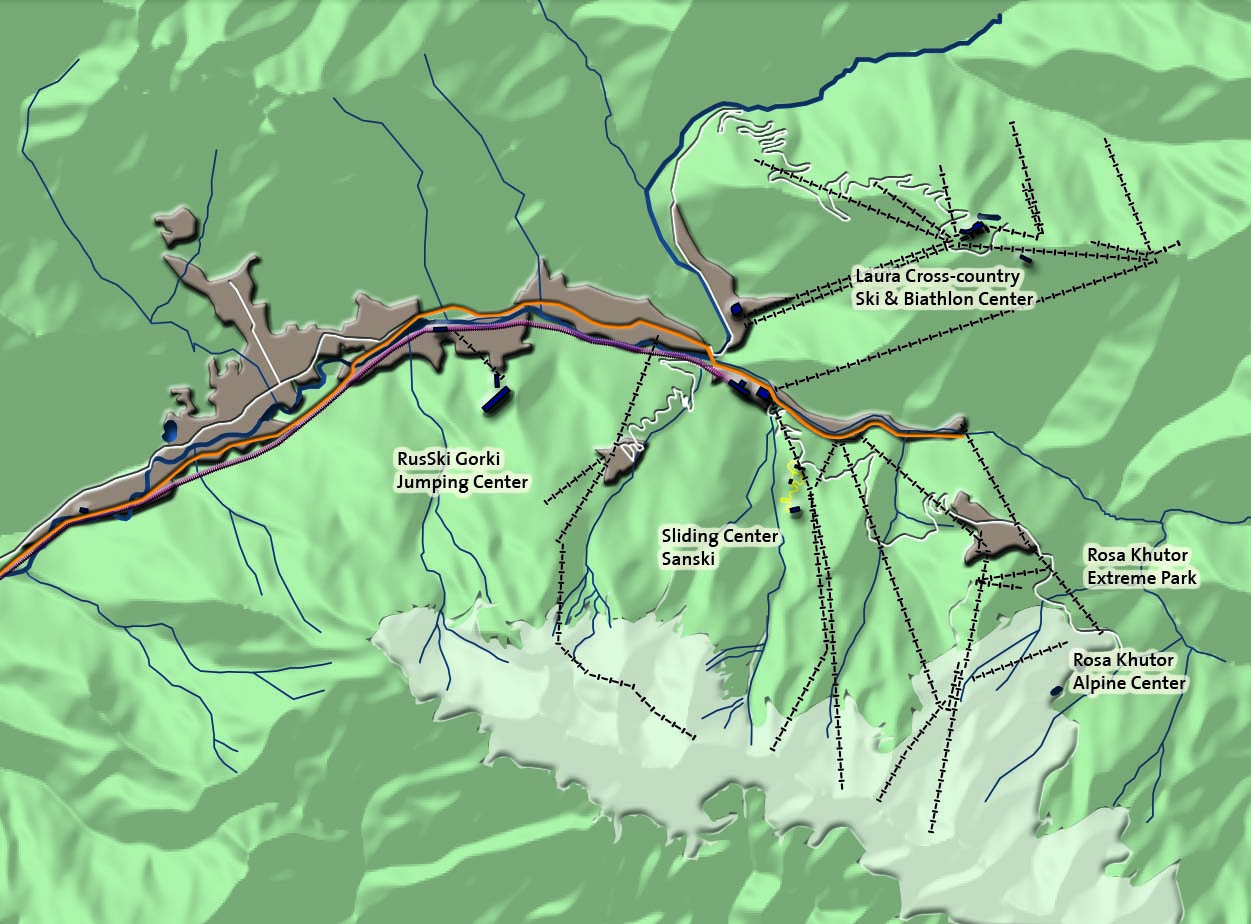 Laura Cross-country
Ski & Biathlon Center
RusSki Gorki
Jumping Center
Sliding Center
Sanski
Rosa Khutor
Extreme Park
Rosa Khutor
Alpine Center